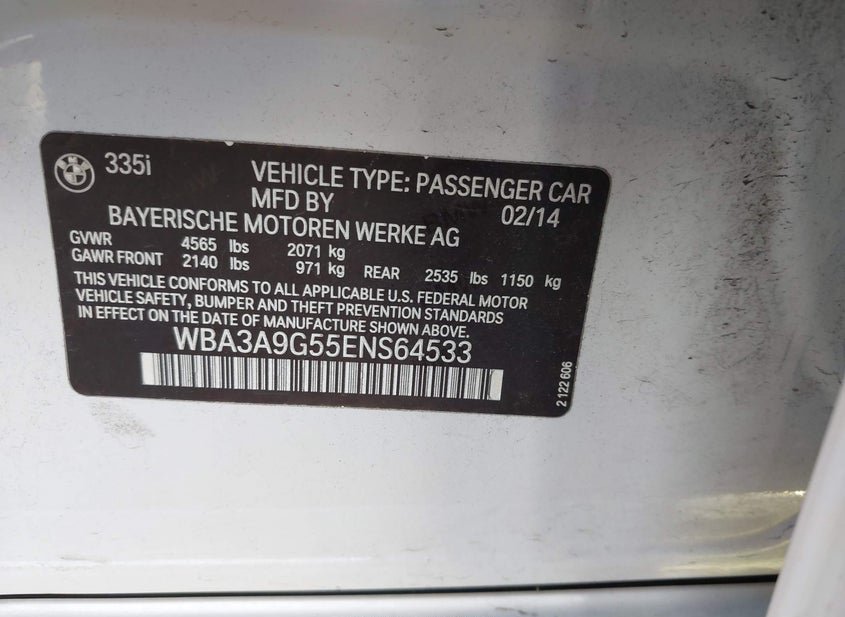 335i VEHICLE TYPE: PASSENGER CAR
MFD BY 02/14
BAYERISCHE MOTOREN WERKE AG
GVWR 4565 lbs 2071 kg
GAWR FRONT 2140 lbs 971 kg REAR 2535 lbs 1150 kg
THIS VEHICLE CONFORMS TO ALL APPLICABLE U.S. FEDERAL MOTOR
VEHICLE SAFETY, BUMPER AND THEFT PREVENTION STANDARDS
IN EFFECT ON THE DATE OF MANUFACTURE SHOWN ABOVE.
WBA3A9G55ENS64533
2 122 606